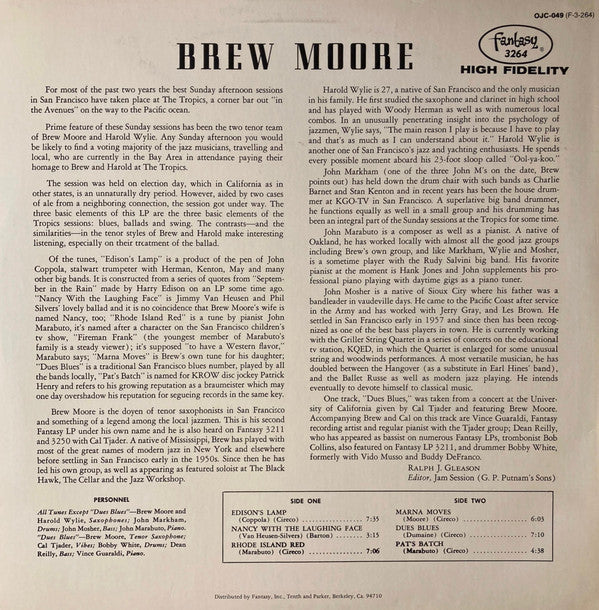 OJC-049 (F-3-264)
Fantasy
®
3264
HIGH FIDELITY
BREW MOORE
For most of the past two years the best Sunday afternoon sessions
in San Francisco have taken place at The Tropics, a corner bar out "in
the Avenues" on the way to the Pacific ocean.
Prime feature of these Sunday sessions has been the two tenor team
of Brew Moore and Harold Wylie. Any Sunday afternoon you would
be likely to find a voting majority of the jazz musicians, travelling and
local, who are currently in the Bay Area in attendance paying their
homage to Brew and Harold at The Tropics.
The session was held on election day, which in California as in
other states, is an unnaturally dry period. However, aided by two cases
of ale from a neighboring connection, the session got under way. The
three basic elements of this LP are the three basic elements of the
Tropics sessions: blues, ballads and swing. The contrasts—and the
similarities—in the tenor styles of Brew and Harold make interesting
listening, especially on their treatment of the ballad.
Of the tunes, "Edison's Lamp" is a product of the pen of John
Coppola, stalwart trumpeter with Herman, Kenton, May and many
other big bands. It is constructed from a series of quotes from "Septem-
ber in the Rain" made by Harry Edison on an LP some time ago.
"Nancy With the Laughing Face" is Jimmy Van Heusen and Phil
Silvers' lovely ballad and it is no coincidence that Brew Moore's wife is
named Nancy, too; "Rhode Island Red" is a tune by pianist John
Marabuto, it's named after a character on the San Francisco children's
tv show, "Fireman Frank" (the youngest member of Marabuto's
family is a steady viewer); it's supposed "to have a Western flavor,"
Marabuto says; "Marna Moves" is Brew's own tune for his daughter;
"Dues Blues" is a traditional San Francisco blues number, played by all
the bands locally, "Pat's Batch" is named for KROW disc jockey Patrick
Henry and refers to his growing reputation as a braumeister which may
one day overshadow his reputation for segueing records in the same key.
Brew Moore is the doyen of tenor saxophonists in San Francisco
and something of a legend among the local jazzmen. This is his second
Fantasy LP under his own name and he is also heard on Fantasy 3211
and 3250 with Cal Tjader. A native of Mississippi, Brew has played with
most of the great names of modern jazz in New York and elsewhere
before settling in San Francisco early in the 1950s. Since then he has
led his own group, as well as appearing as featured soloist at The Black
Hawk, The Cellar and the Jazz Workshop.
Harold Wylie is 27, a native of San Francisco and the only musician
in his family. He first studied the saxophone and clarinet in high school
and has played with Woody Herman as well as with numerous local
combos. In an unusually penetrating insight into the psychology of
jazzmen, Wylie says, "The main reason I play is because I have to play
and that's as much as I can understand about it." Harold Wylie is
another one of San Francisco's jazz and yachting enthusiasts. He spends
every possible moment aboard his 23-foot sloop called "Ool-ya-koo."
John Markham (one of the three John M's on the date, Brew
points out) has held down the drum chair with such bands as Charlie
Barnet and Stan Kenton and in recent years has been the house drum-
mer at KGO-TV in San Francisco. A superlative big band drummer,
he functions equally as well in a small group and his drumming has
been an integral part of the Sunday sessions at the Tropics for some time.
John Marabuto is a composer as well as a pianist. A native of
Oakland, he has worked locally with almost all the good jazz groups
including Brew's own group, and like Markham, Wylie and Mosher,
is a sometime player with the Rudy Salvini big band. His favorite
pianist at the moment is Hank Jones and John supplements his pro-
fessional piano playing with daytime gigs as a piano tuner.
John Mosher is a native of Sioux City where his father was a
bandleader in vaudeville days. He came to the Pacific Coast after service
in the Army and has worked with Jerry Gray, and Les Brown. He
settled in San Francisco early in 1957 and since then has been recog-
nized as one of the best bass players in town. He is currently working
with the Griller String Quartet in a series of concerts on the educational
tv station, KQED, in which the Quartet is enlarged for some unusual
string and woodwinds performances. A most versatile musician, he has
doubled between the Hangover (as a substitute in Earl Hines' band),
and the Ballet Russe as well as modern jazz playing. He intends
eventually to devote himself to classical music.
One track, "Dues Blues," was taken from a concert at the Univer-
sity of California given by Cal Tjader and featuring Brew Moore.
Accompanying Brew and Cal on this track are Vince Guaraldi, Fantasy
recording artist and regular pianist with the Tjader group; Dean Reilly,
who has appeared as bassist on numerous Fantasy LPs, trombonist Bob
Collins, also featured on Fantasy LP 3211, and drummer Bobby White,
formerly with Vido Musso and Buddy DeFranco.
RALPH J. GLEASON
Editor, Jam Session (G. P. Putnam's Sons)
PERSONNEL
All Tunes Except "Dues Blues"—Brew Moore and
Harold Wylie, Saxophones; John Markham,
Drums; John Mosher, Bass; John Marabuto, Piano.
"Dues Blues"—Brew Moore, Tenor Saxophone;
Cal Tjader, Vibes; Bobby White, Drums; Dean
Reilly, Bass; Vince Guaraldi, Piano.
SIDE ONE
EDISON'S LAMP
(Coppola) (Cireco) 7:35
NANCY WITH THE LAUGHING FACE
(Van Heusen-Silvers) (Barton) 3:15
RHODE ISLAND RED
(Marabuto) (Cireco) 7:06
SIDE TWO
MARNA MOVES
(Moore) (Cireco) 6:03
DUES BLUES
(Dumaine) 7:10
PAT'S BATCH
(Marabuto) (Cireco) 4:38
Distributed by Fantasy, Inc., Tenth and Parker, Berkeley, Ca. 94710